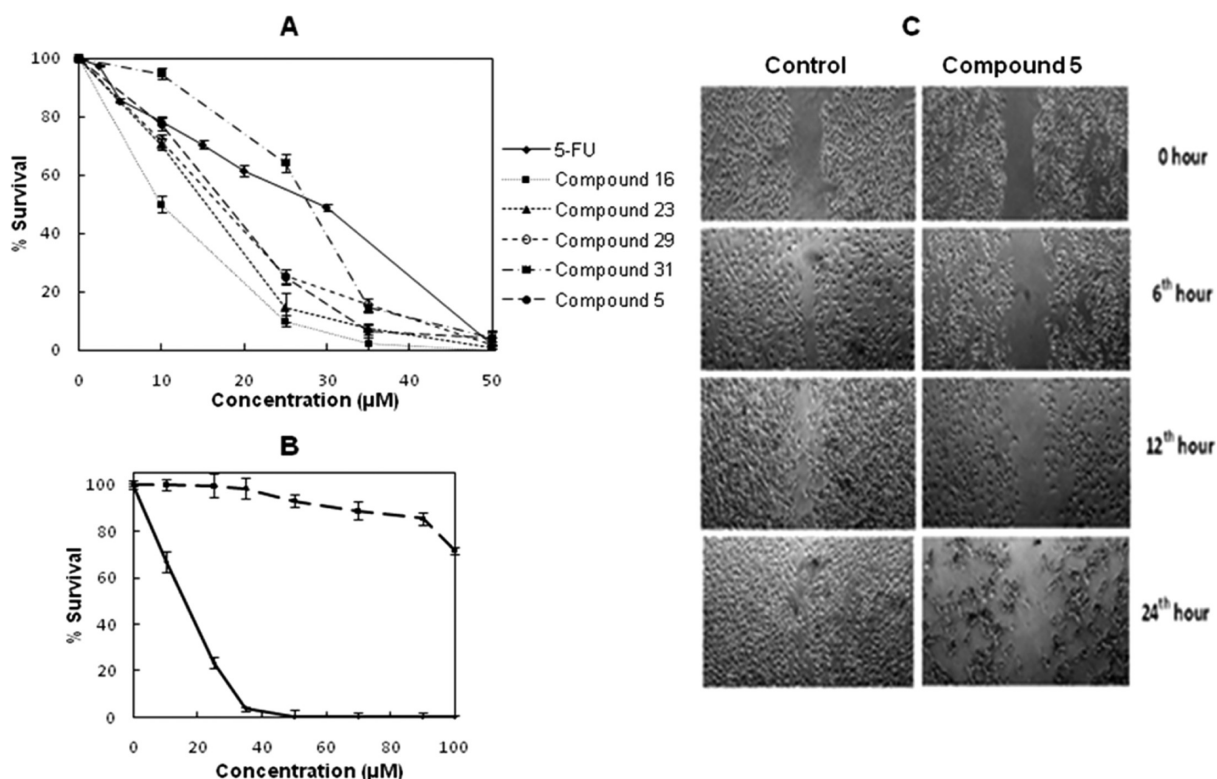 A
100
80
60
40
20
0
% Survival
0 10 20 30 40 50
Concentration (µM)
5-FU
Compound 16
Compound 23
Compound 29
Compound 31
Compound 5
B
100
80
60
40
20
0
% Survival
0 20 40 60 80 100
Concentration (µM)
C
Control Compound 5
0 hour
6th hour
12th hour
24th hour